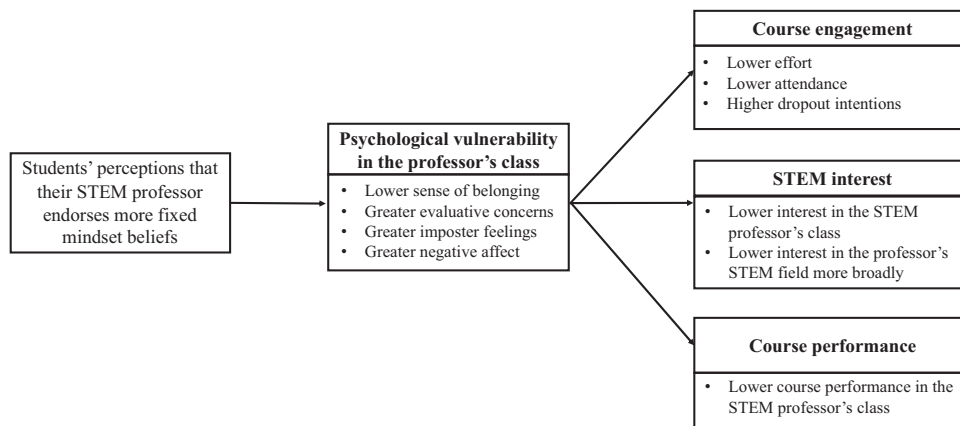 Students' perceptions that
their STEM professor
endorses more fixed
mindset beliefs
Psychological vulnerability
in the professor's class
• Lower sense of belonging
• Greater evaluative concerns
• Greater imposter feelings
• Greater negative affect
Course engagement
• Lower effort
• Lower attendance
• Higher dropout intentions
STEM interest
• Lower interest in the STEM
professor's class
• Lower interest in the professor's
STEM field more broadly
Course performance
• Lower course performance in the
STEM professor's class